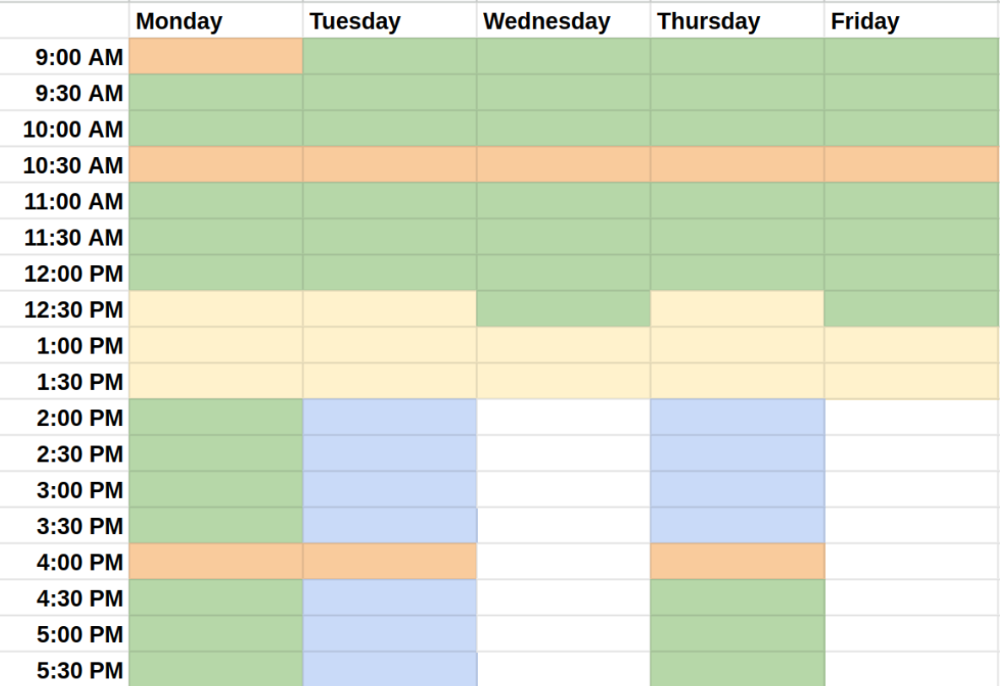 Monday Tuesday Wednesday Thursday Friday
9:00 AM
9:30 AM
10:00 AM
10:30 AM
11:00 AM
11:30 AM
12:00 PM
12:30 PM
1:00 PM
1:30 PM
2:00 PM
2:30 PM
3:00 PM
3:30 PM
4:00 PM
4:30 PM
5:00 PM
5:30 PM